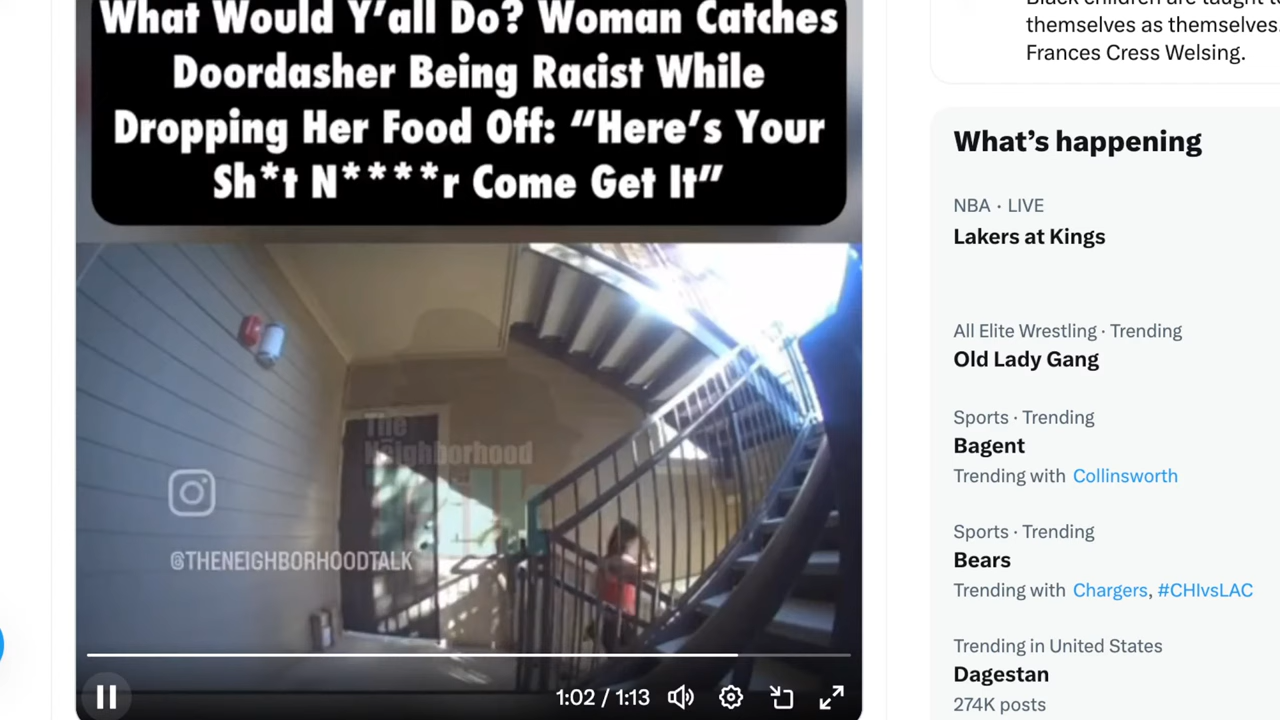 What Would Y’all Do? Woman Catches
Doordasher Being Racist While
Dropping Her Food Off: “Here’s Your
Sh*t N****r Come Get It”
The
Neighborhood
@THENEIGHBORHOODTALK
1:02 / 1:13
themselves as themselves.
Frances Cress Welsing.
What’s happening
NBA · LIVE
Lakers at Kings
All Elite Wrestling · Trending
Old Lady Gang
Sports · Trending
Bagent
Trending with Collinsworth
Sports · Trending
Bears
Trending with Chargers, #CHIvsLAC
Trending in United States
Dagestan
274K posts